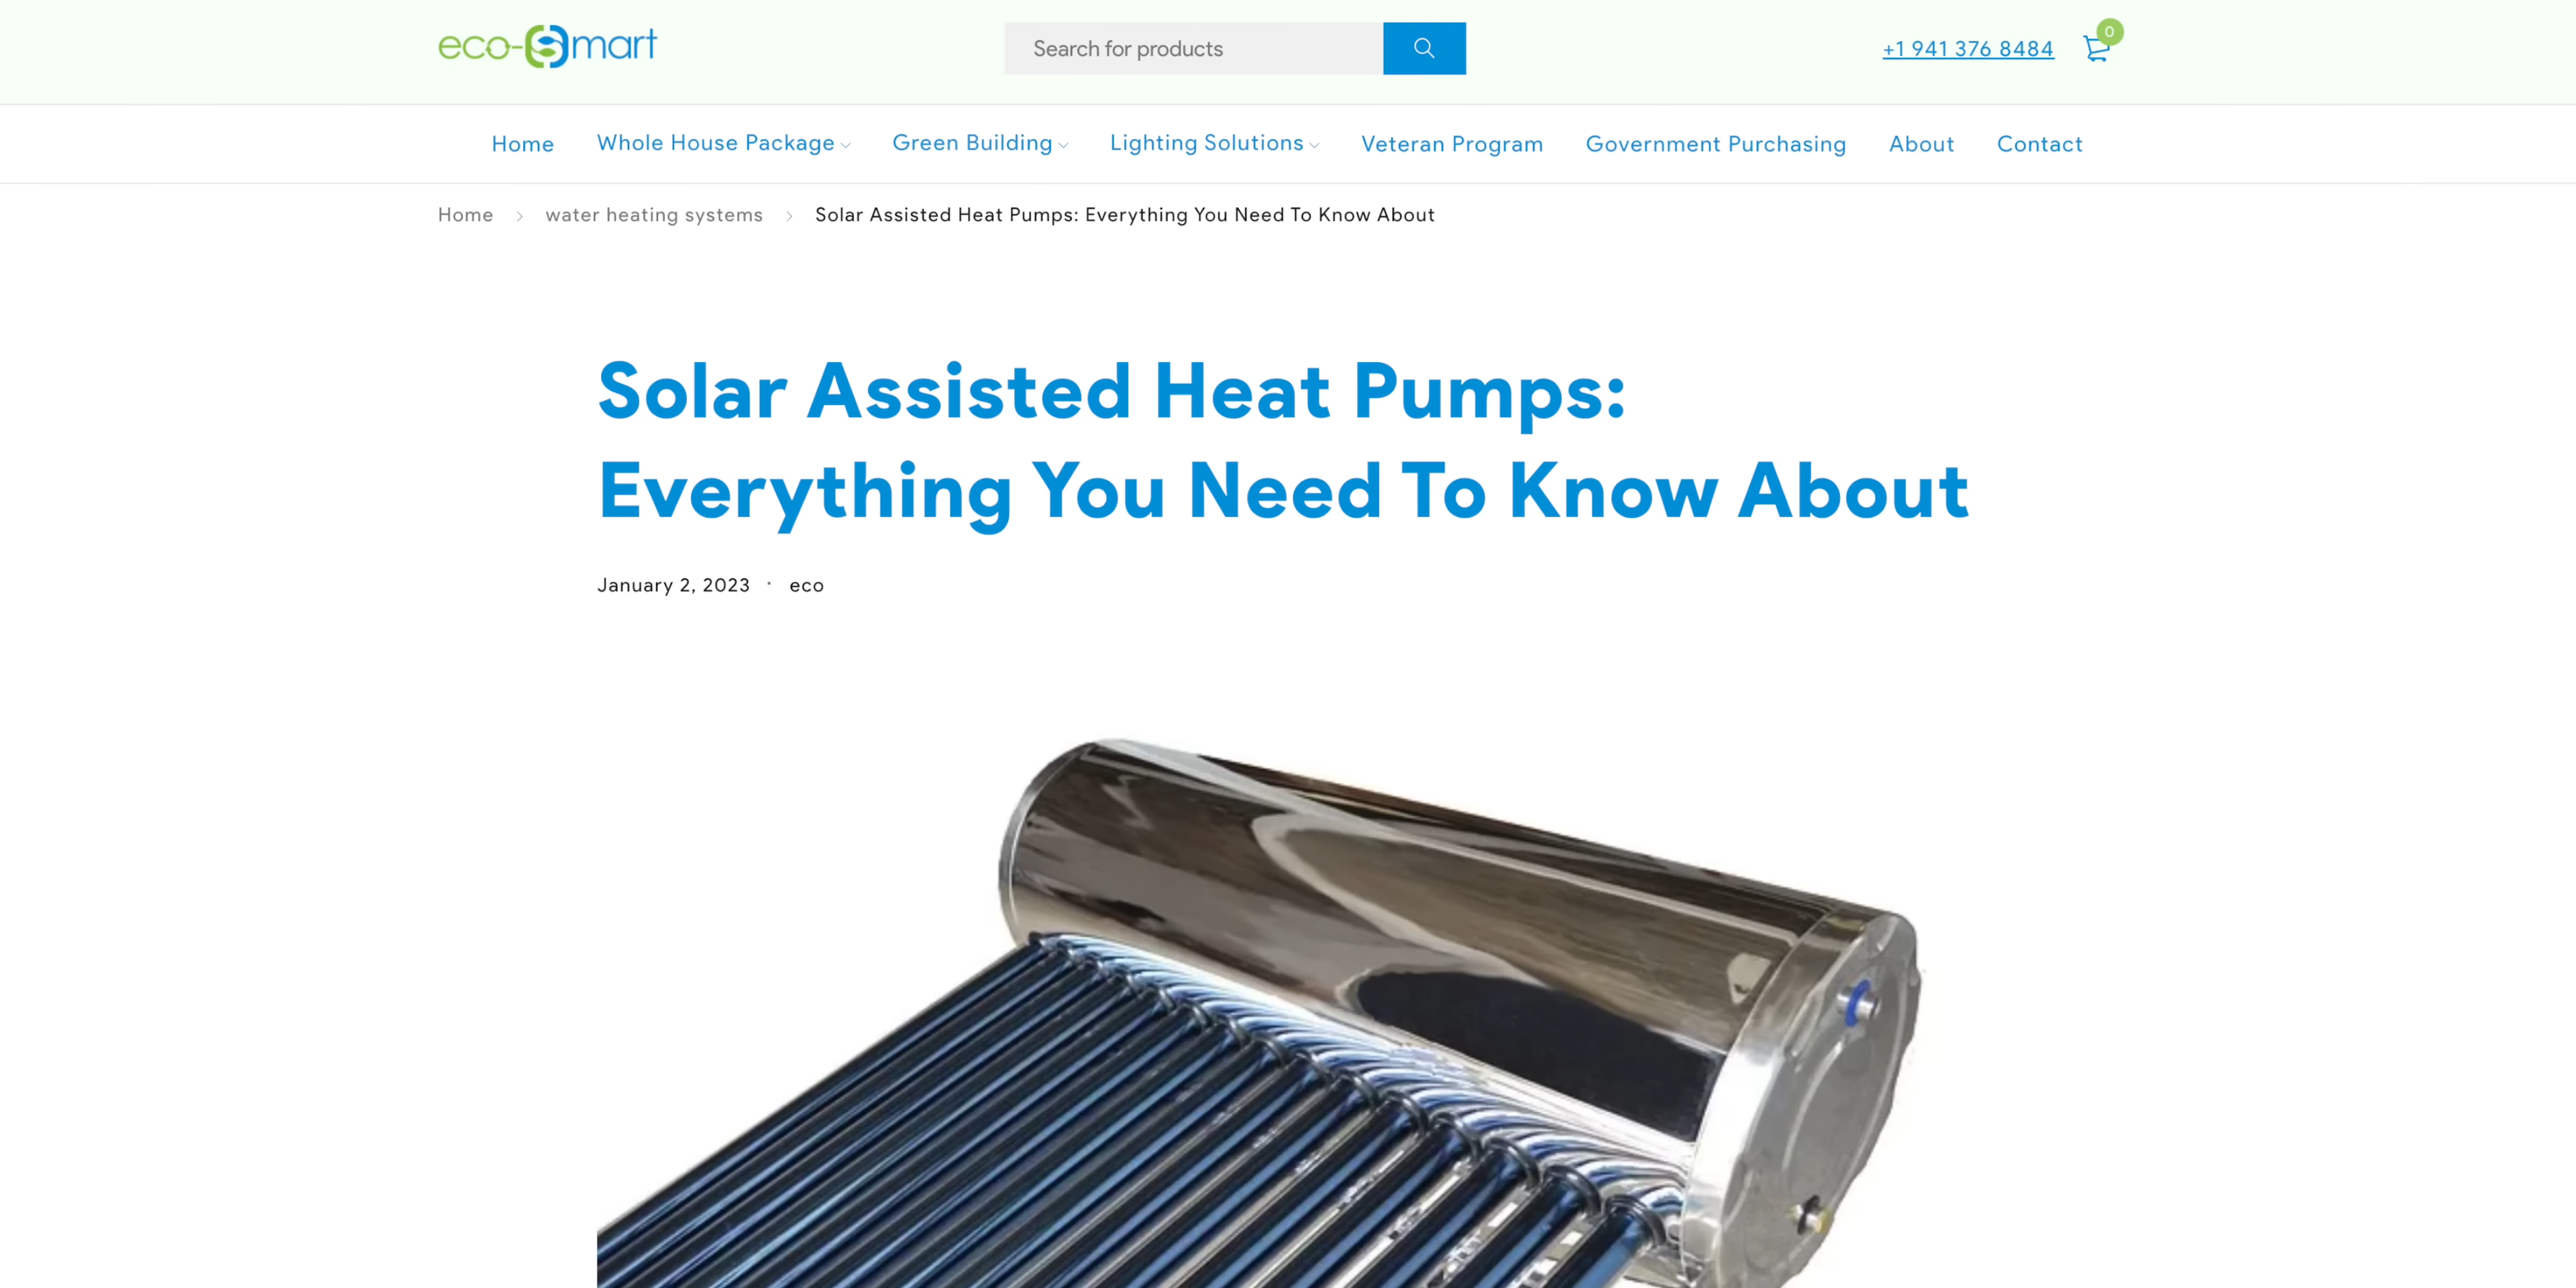 eco-Smart
Search for products
+1 941 376 8484
0
Home
Whole House Package
Green Building
Lighting Solutions
Veteran Program
Government Purchasing
About
Contact
Home > water heating systems > Solar Assisted Heat Pumps: Everything You Need To Know About
Solar Assisted Heat Pumps:
Everything You Need To Know About
January 2, 2023 · eco